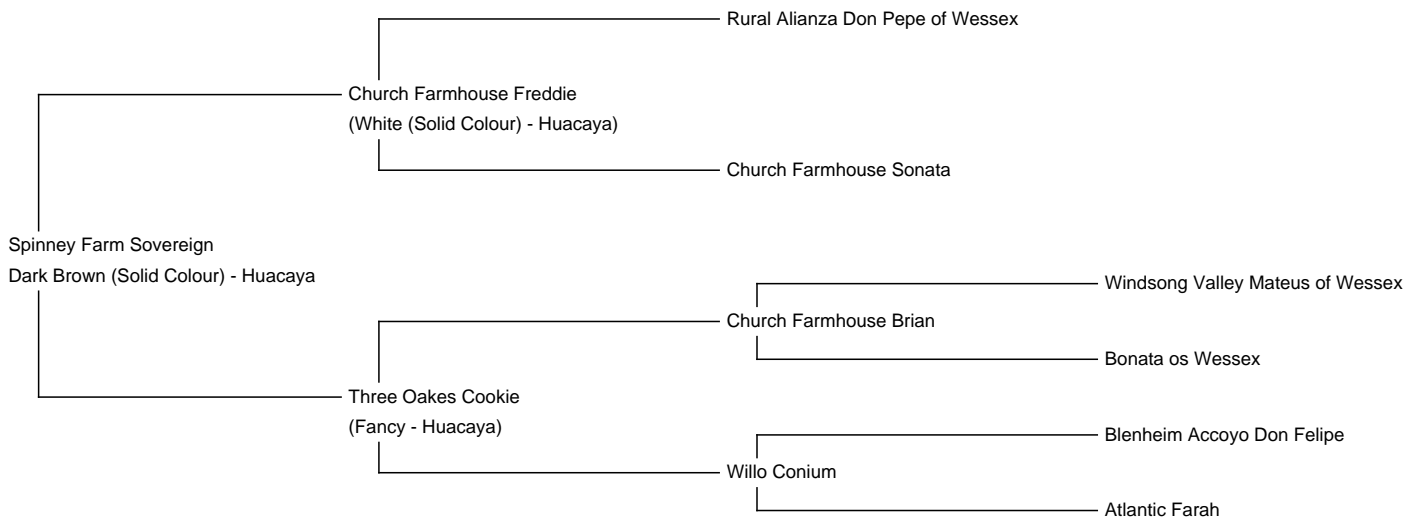 Rural Alianza Don Pepe of Wessex
Church Farmhouse Freddie
(White (Solid Colour) - Huacaya)
Church Farmhouse Sonata
Spinney Farm Sovereign
Dark Brown (Solid Colour) - Huacaya
Windsong Valley Mateus of Wessex
Church Farmhouse Brian
Bonata os Wessex
Three Oakes Cookie
(Fancy - Huacaya)
Blenheim Accoyo Don Felipe
Willo Conium
Atlantic Farah